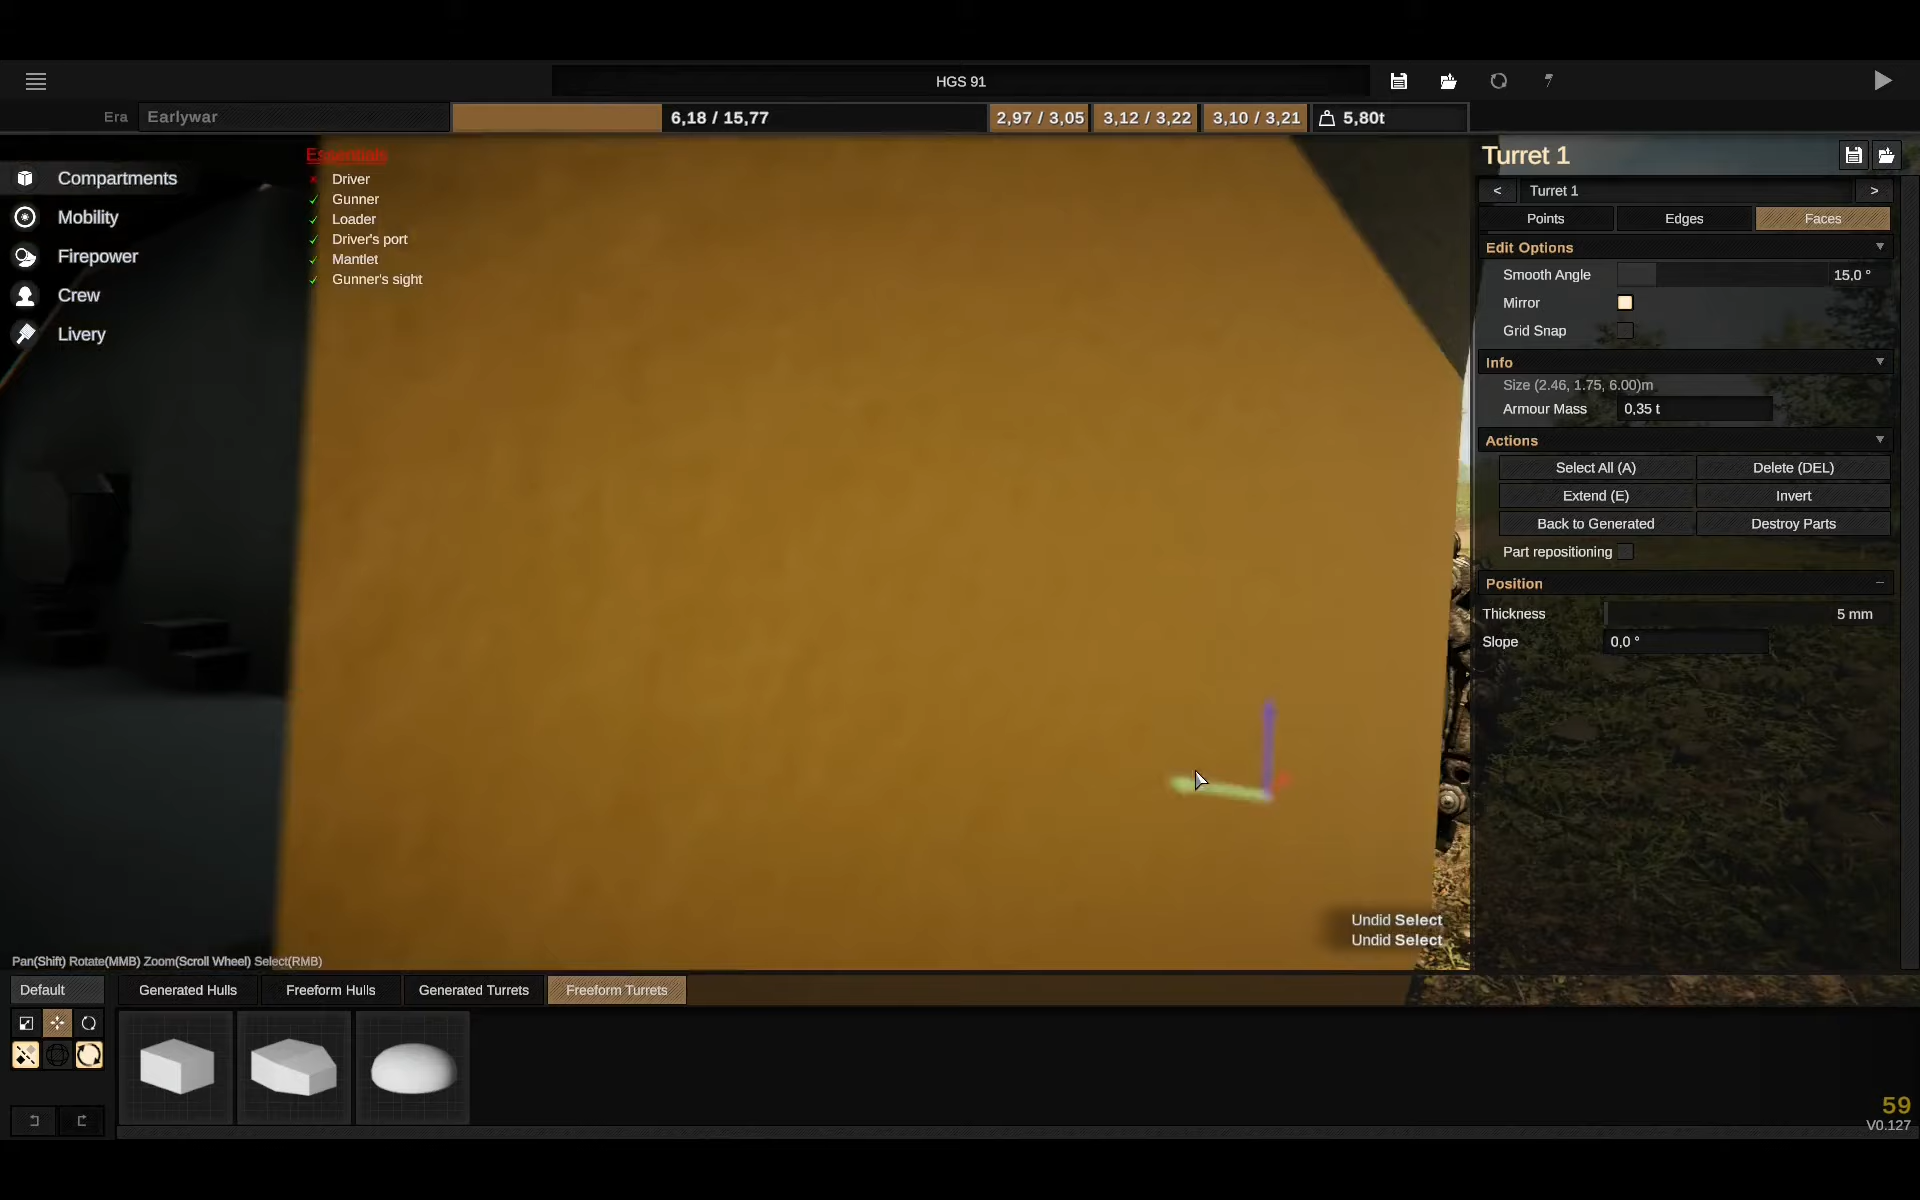 HGS 91
Era Earlywar 6,18 / 15,77 2,97 / 3,05 3,12 / 3,22 3,10 / 3,21 5,80t
Essentials
Driver
Gunner
Loader
Driver's port
Mantlet
Gunner's sight
Compartments
Mobility
Firepower
Crew
Livery
Turret 1
< Turret 1 >
Points Edges Faces
Edit Options
Smooth Angle 15,0 °
Mirror
Grid Snap
Info
Size (2.46, 1.75, 6.00)m
Armour Mass 0,35 t
Actions
Select All (A) Delete (DEL)
Extend (E) Invert
Back to Generated Destroy Parts
Part repositioning
Position
Thickness 5 mm
Slope 0,0 °
Undid Select
Undid Select
Pan(Shift) Rotate(MMB) Zoom(Scroll Wheel) Select(RMB)
Default Generated Hulls Freeform Hulls Generated Turrets Freeform Turrets
59
V0.127